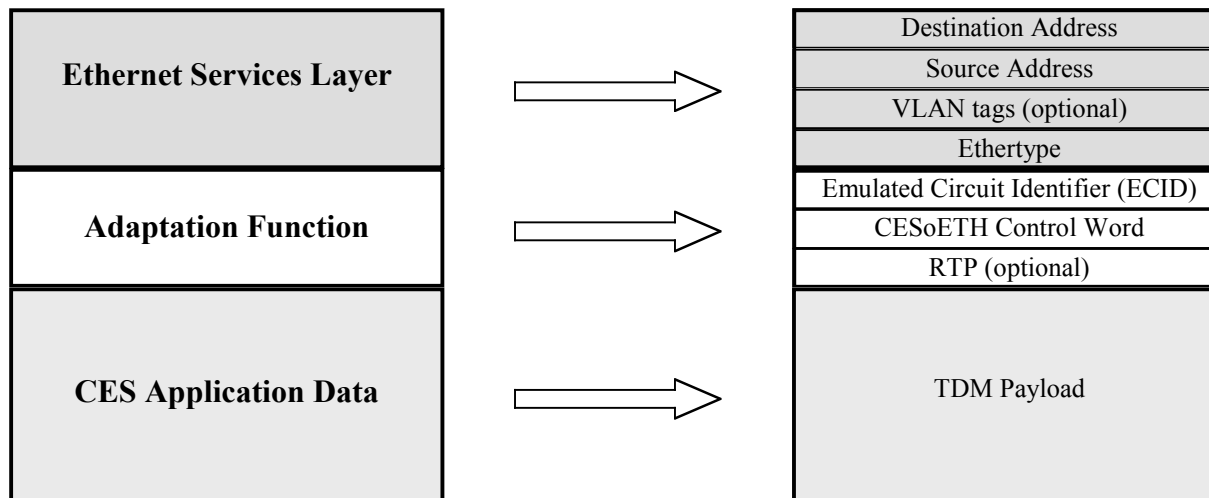 Ethernet Services Layer
Destination Address
Source Address
VLAN tags (optional)
Ethertype
Adaptation Function
Emulated Circuit Identifier (ECID)
CESoETH Control Word
RTP (optional)
CES Application Data
TDM Payload